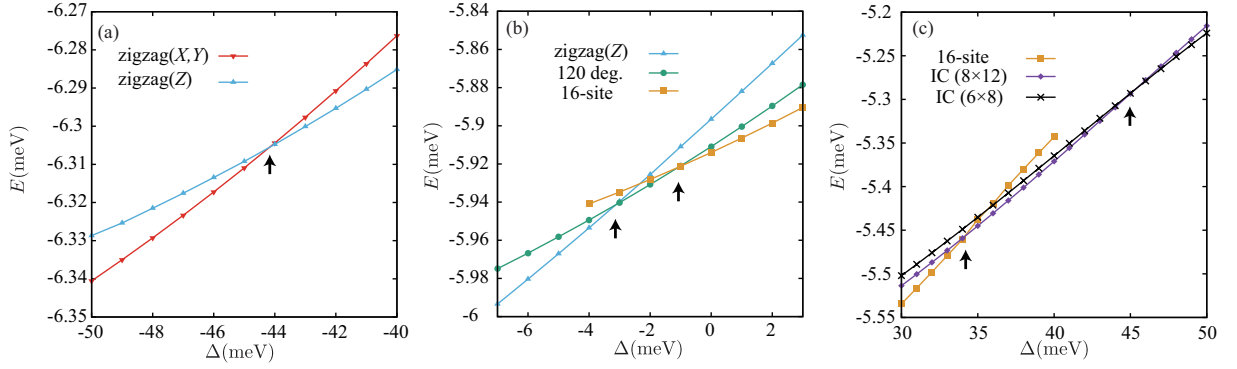 (a)
zigzag(X,Y)
zigzag(Z)
E(meV)
-6.27
-6.28
-6.29
-6.3
-6.31
-6.32
-6.33
-6.34
-6.35
-50 -48 -46 -44 -42 -40
Δ(meV)
(b)
zigzag(Z)
120 deg.
16-site
E(meV)
-5.84
-5.86
-5.88
-5.9
-5.92
-5.94
-5.96
-5.98
-6
-6 -4 -2 0 2
Δ(meV)
(c)
16-site
IC (8×12)
IC (6×8)
E(meV)
-5.2
-5.25
-5.3
-5.35
-5.4
-5.45
-5.5
-5.55
30 35 40 45 50
Δ(meV)